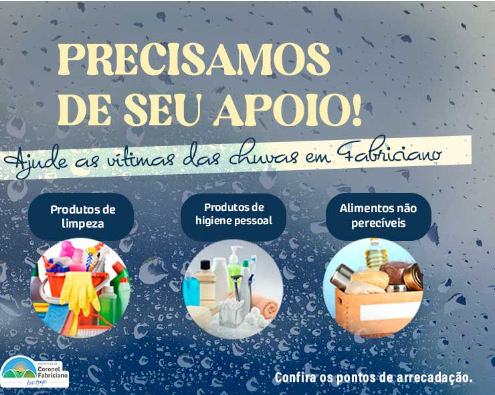 PRECISAMOS
DE SEU APOIO!
Ajude as vítimas das chuvas em Fabriciano
Produtos de
limpeza
Produtos de
higiene pessoal
Alimentos não
perecíveis
Coronel
Fabriciano
Confira os pontos de arrecadação.